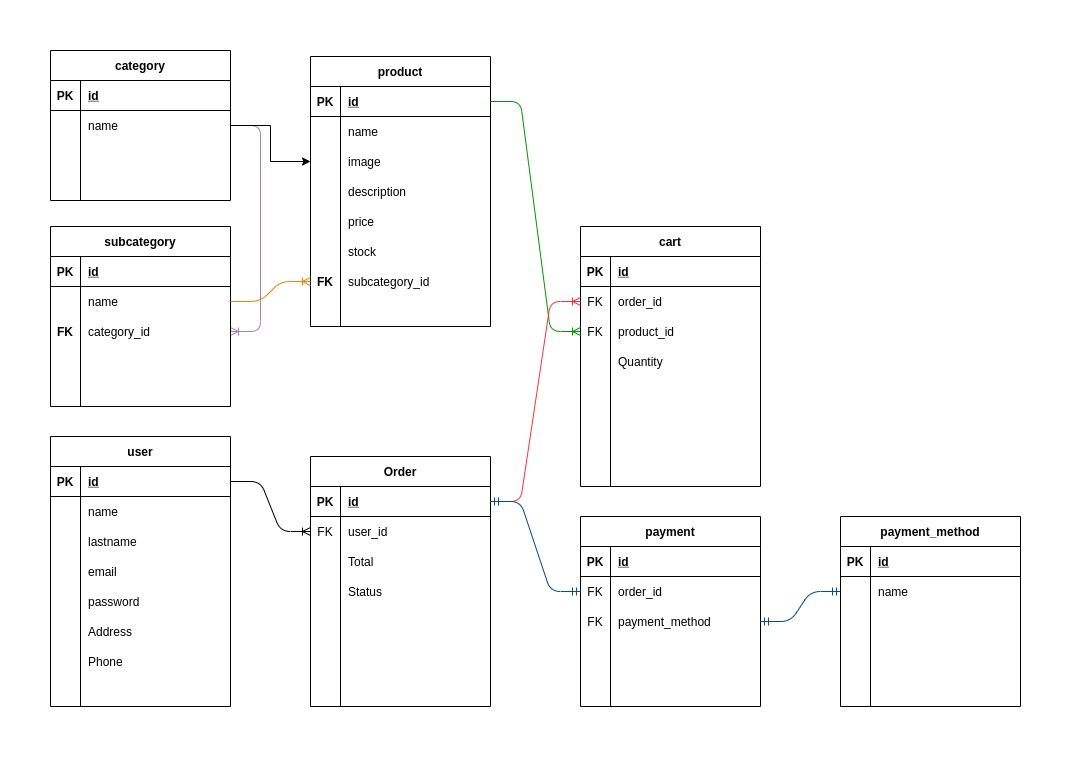 category
PK id
name
product
PK id
name
image
description
price
stock
FK subcategory_id
subcategory
PK id
name
FK category_id
cart
PK id
FK order_id
FK product_id
Quantity
user
PK id
name
lastname
email
password
Address
Phone
Order
PK id
FK user_id
Total
Status
payment
PK id
FK order_id
FK payment_method
payment_method
PK id
name